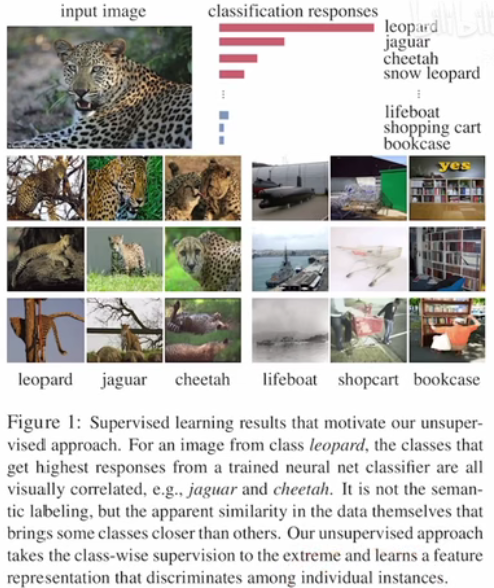 input image
classification responses
leopard
jaguar
cheetah
snow leopard
lifeboat
shopping cart
bookcase
yes
leopard jaguar cheetah lifeboat shopcart bookcase
Figure 1: Supervised learning results that motivate our unsuper-
vised approach. For an image from class leopard, the classes that
get highest responses from a trained neural net classifier are all
visually correlated, e.g., jaguar and cheetah. It is not the seman-
tic labeling, but the apparent similarity in the data themselves that
brings some classes closer than others. Our unsupervised approach
takes the class-wise supervision to the extreme and learns a feature
representation that discriminates among individual instances.